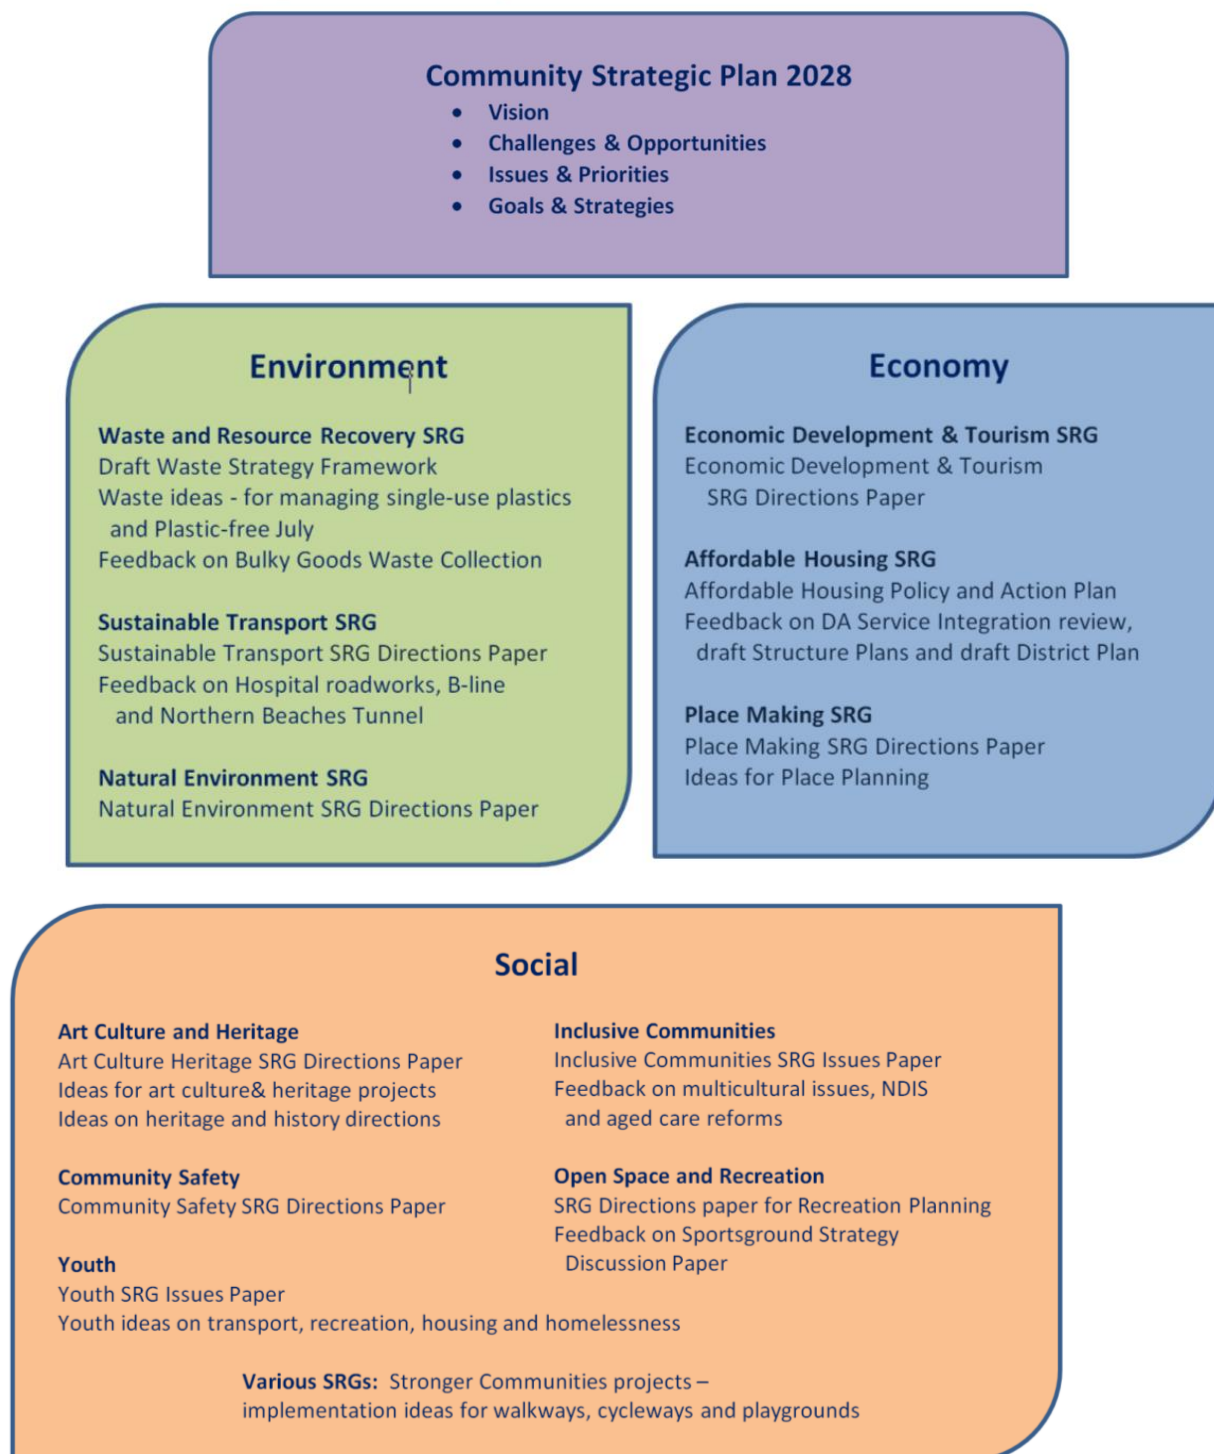 Community Strategic Plan 2028
• Vision
• Challenges & Opportunities
• Issues & Priorities
• Goals & Strategies
Environment
Waste and Resource Recovery SRG
Draft Waste Strategy Framework
Waste ideas - for managing single-use plastics
and Plastic-free July
Feedback on Bulky Goods Waste Collection
Sustainable Transport SRG
Sustainable Transport SRG Directions Paper
Feedback on Hospital roadworks, B-line
and Northern Beaches Tunnel
Natural Environment SRG
Natural Environment SRG Directions Paper
Economy
Economic Development & Tourism SRG
Economic Development & Tourism
SRG Directions Paper
Affordable Housing SRG
Affordable Housing Policy and Action Plan
Feedback on DA Service Integration review,
draft Structure Plans and draft District Plan
Place Making SRG
Place Making SRG Directions Paper
Ideas for Place Planning
Social
Art Culture and Heritage
Art Culture Heritage SRG Directions Paper
Ideas for art culture& heritage projects
Ideas on heritage and history directions
Community Safety
Community Safety SRG Directions Paper
Youth
Youth SRG Issues Paper
Youth ideas on transport, recreation, housing and homelessness
Inclusive Communities
Inclusive Communities SRG Issues Paper
Feedback on multicultural issues, NDIS
and aged care reforms
Open Space and Recreation
SRG Directions paper for Recreation Planning
Feedback on Sportsground Strategy
Discussion Paper
Various SRGs: Stronger Communities projects –
implementation ideas for walkways, cycleways and playgrounds